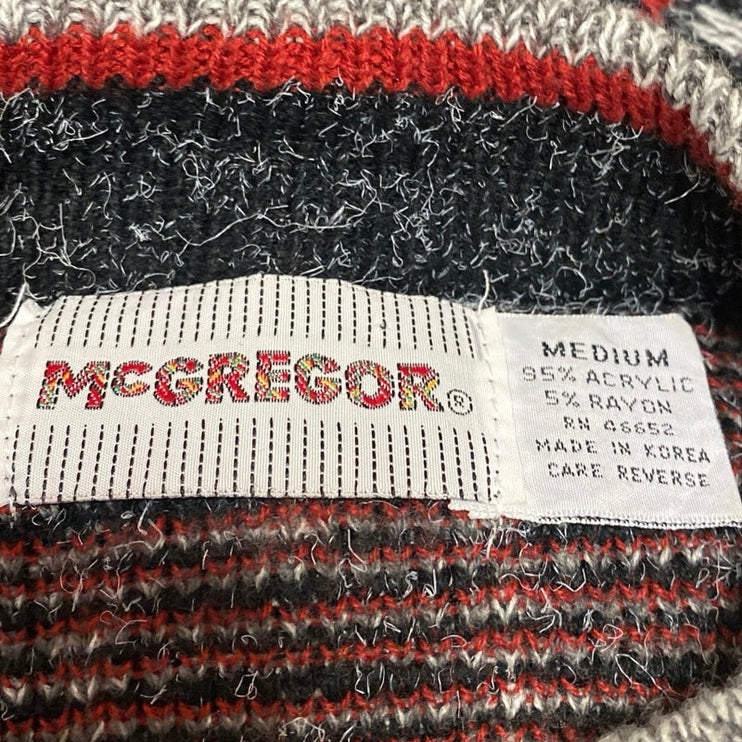 McGREGOR®
MEDIUM
95% ACRYLIC
5% RAYON
RN 46652
MADE IN KOREA
CARE REVERSE